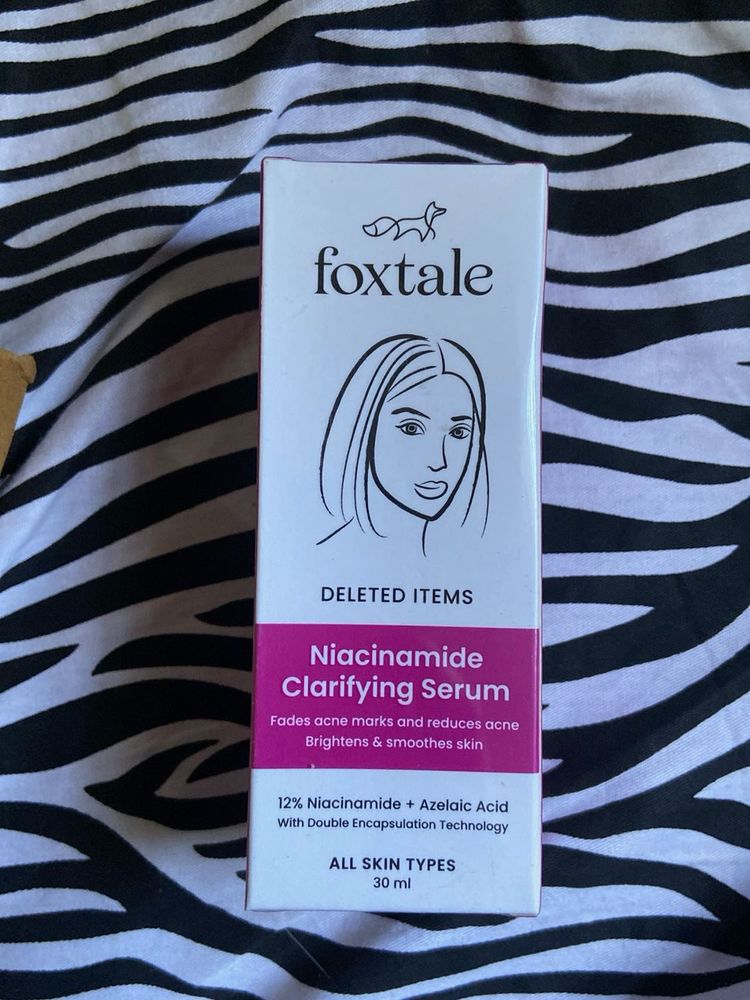 foxtale
DELETED ITEMS
Niacinamide
Clarifying Serum
Fades acne marks and reduces acne
Brightens & smoothes skin
12% Niacinamide + Azelaic Acid
With Double Encapsulation Technology
ALL SKIN TYPES
30 ml